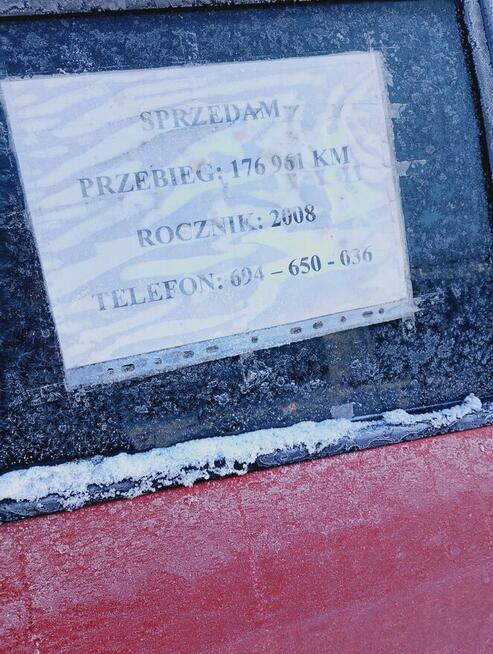 SPRZEDAM
PRZEBIEG: 176 961 KM
ROCZNIK: 2008
TELEFON: 694 – 650 - 036